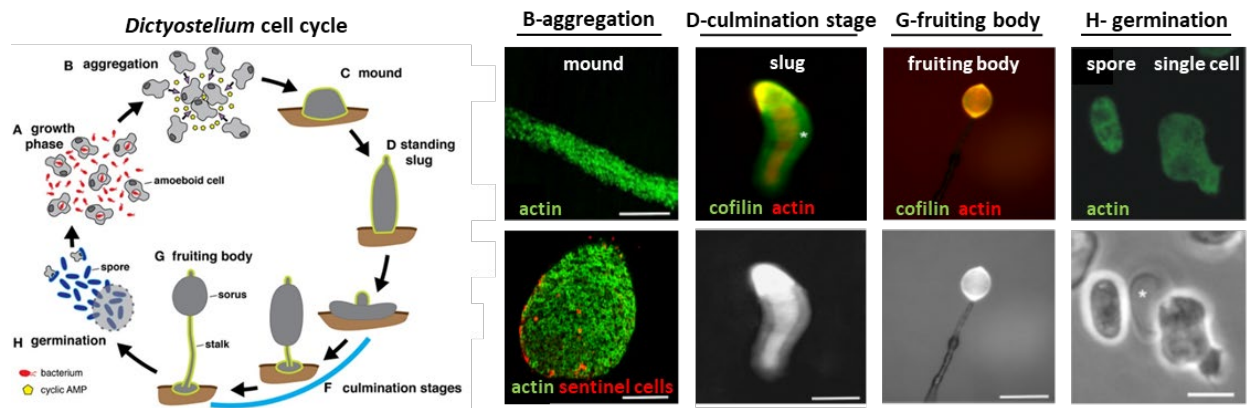 Dictyostelium cell cycle
B aggregation
C mound
A growth
phase
D standing
slug
amoeboid cell
spore
G fruiting body
sorus
stalk
H germination
bacterium
cyclic AMP
F culmination stages
B-aggregation
D-culmination stage
G-fruiting body
H- germination
mound
actin
slug
*
cofilin actin
fruiting body
cofilin actin
spore single cell
actin
actin sentinel cells
*